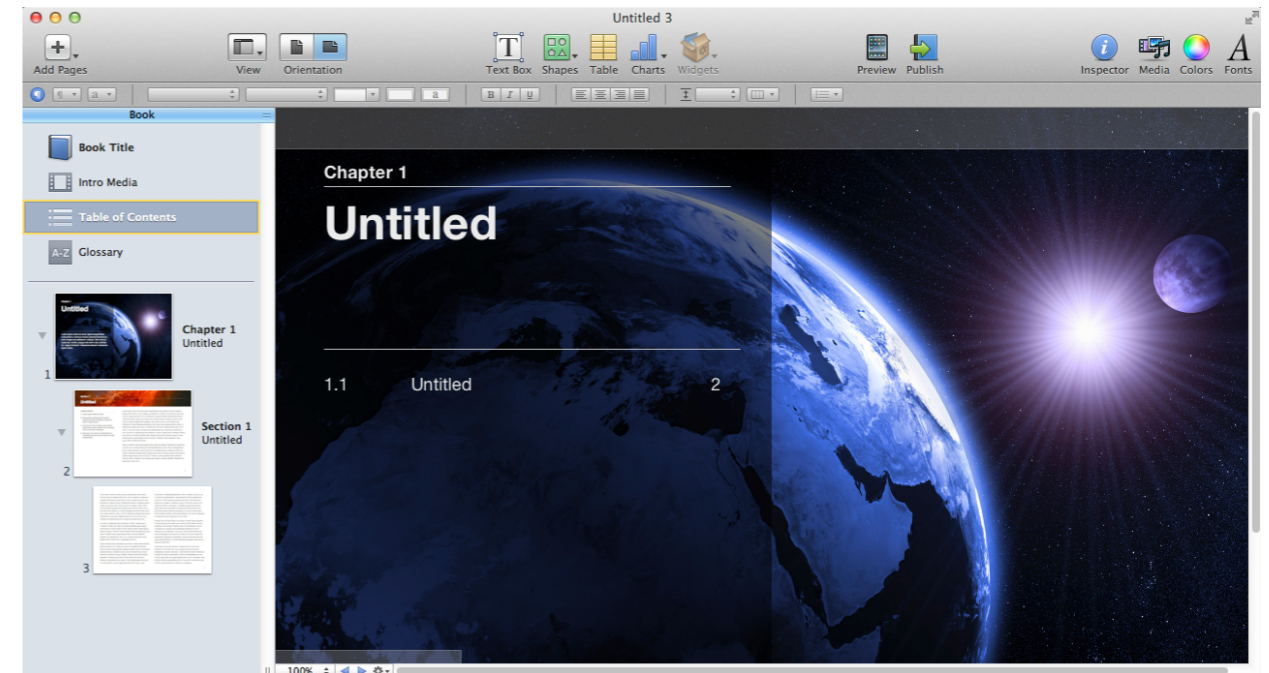 Untitled 3
Add Pages View Orientation Text Box Shapes Table Charts Widgets Preview Publish Inspector Media Colors Fonts
¶ a a B I U
Book
Book Title
Intro Media
Table of Contents
A-Z Glossary
Untitled
Chapter 1
Untitled
1
Untitled
Section 1
Untitled
2
3
Chapter 1
Untitled
1.1 Untitled 2
100%